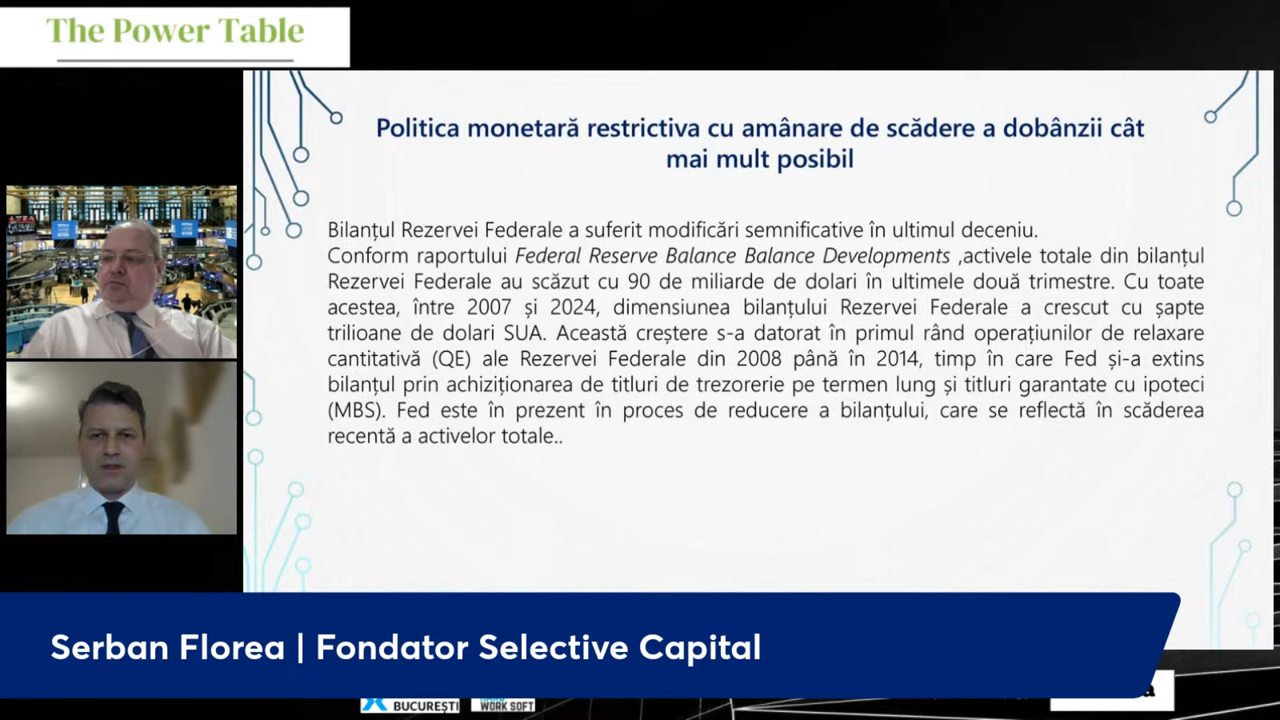 The Power Table
Politica monetară restrictiva cu amânare de scădere a dobânzii cât
mai mult posibil
Bilanțul Rezervei Federale a suferit modificări semnificative în ultimul deceniu.
Conform raportului Federal Reserve Balance Balance Developments ,activele totale din bilanțul
Rezervei Federale au scăzut cu 90 de miliarde de dolari în ultimele două trimestre. Cu toate
acestea, între 2007 și 2024, dimensiunea bilanțului Rezervei Federale a crescut cu șapte
trilioane de dolari SUA. Această creștere s-a datorat în primul rând operațiunilor de relaxare
cantitativă (QE) ale Rezervei Federale din 2008 până în 2014, timp în care Fed și-a extins
bilanțul prin achiziționarea de titluri de trezorerie pe termen lung și titluri garantate cu ipoteci
(MBS). Fed este în prezent în proces de reducere a bilanțului, care se reflectă în scăderea
recentă a activelor totale..
Serban Florea | Fondator Selective Capital
BUCUREȘTI
WORK SOFT